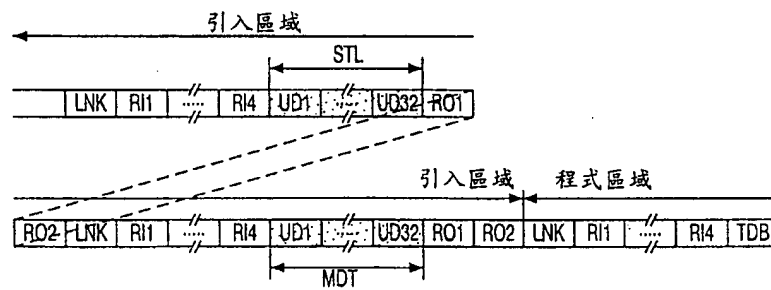 引入區域
STL
LNK RI1 ..... RI4 UD1 ..... UD32 RO1
引入區域 程式區域
RO2 LNK RI1 ..... RI4 UD1 ..... UD32 RO1 RO2 LNK RI1 ..... RI4 TDB
MDT